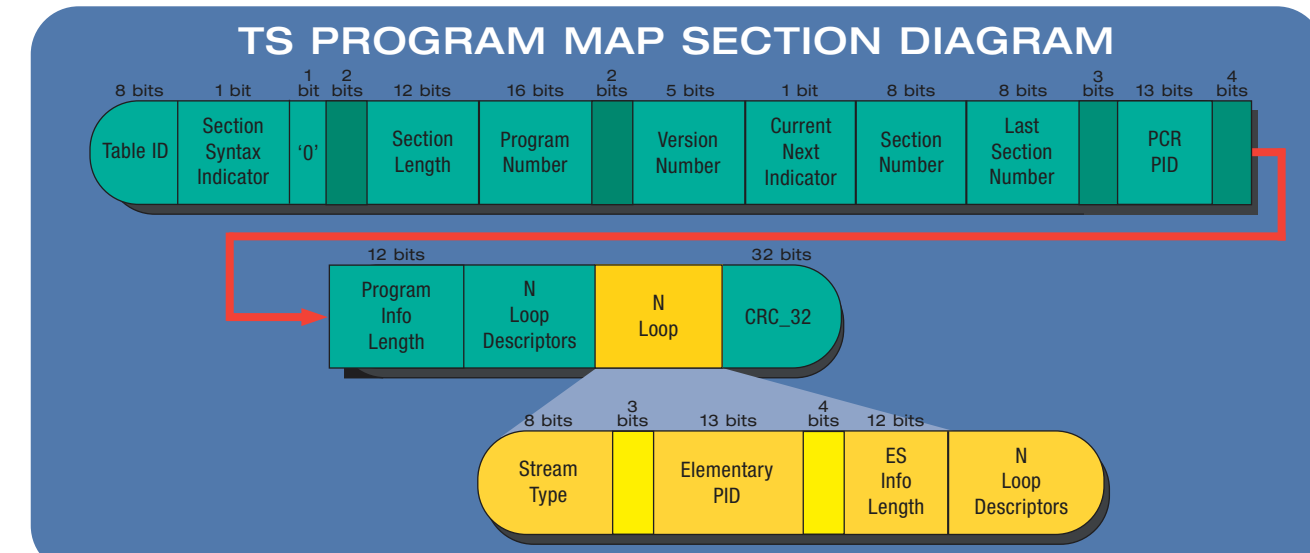 TS PROGRAM MAP SECTION DIAGRAM
8 bits
1 bit
1
bit
2
bits
12 bits
16 bits
2
bits
5 bits
1 bit
8 bits
8 bits
3
bits
13 bits
4
bits
Table ID
Section
Syntax
Indicator
‘0’
Section
Length
Program
Number
Version
Number
Current
Next
Indicator
Section
Number
Last
Section
Number
PCR
PID
12 bits
32 bits
Program
Info
Length
N
Loop
Descriptors
N
Loop
CRC_32
8 bits
3
bits
13 bits
4
bits
12 bits
Stream
Type
Elementary
PID
ES
Info
Length
N
Loop
Descriptors